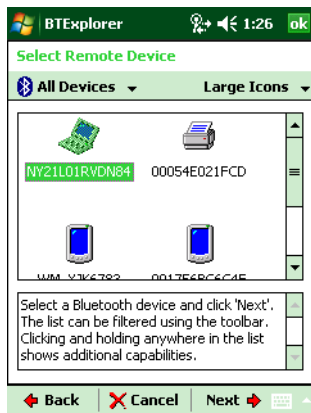 BTExplorer 1:26 ok
Select Remote Device
All Devices Large Icons
NY21L01RVDN84 00054E021FCD
Select a Bluetooth device and click 'Next'.
The list can be filtered using the toolbar.
Clicking and holding anywhere in the list
shows additional capabilities.
Back Cancel Next